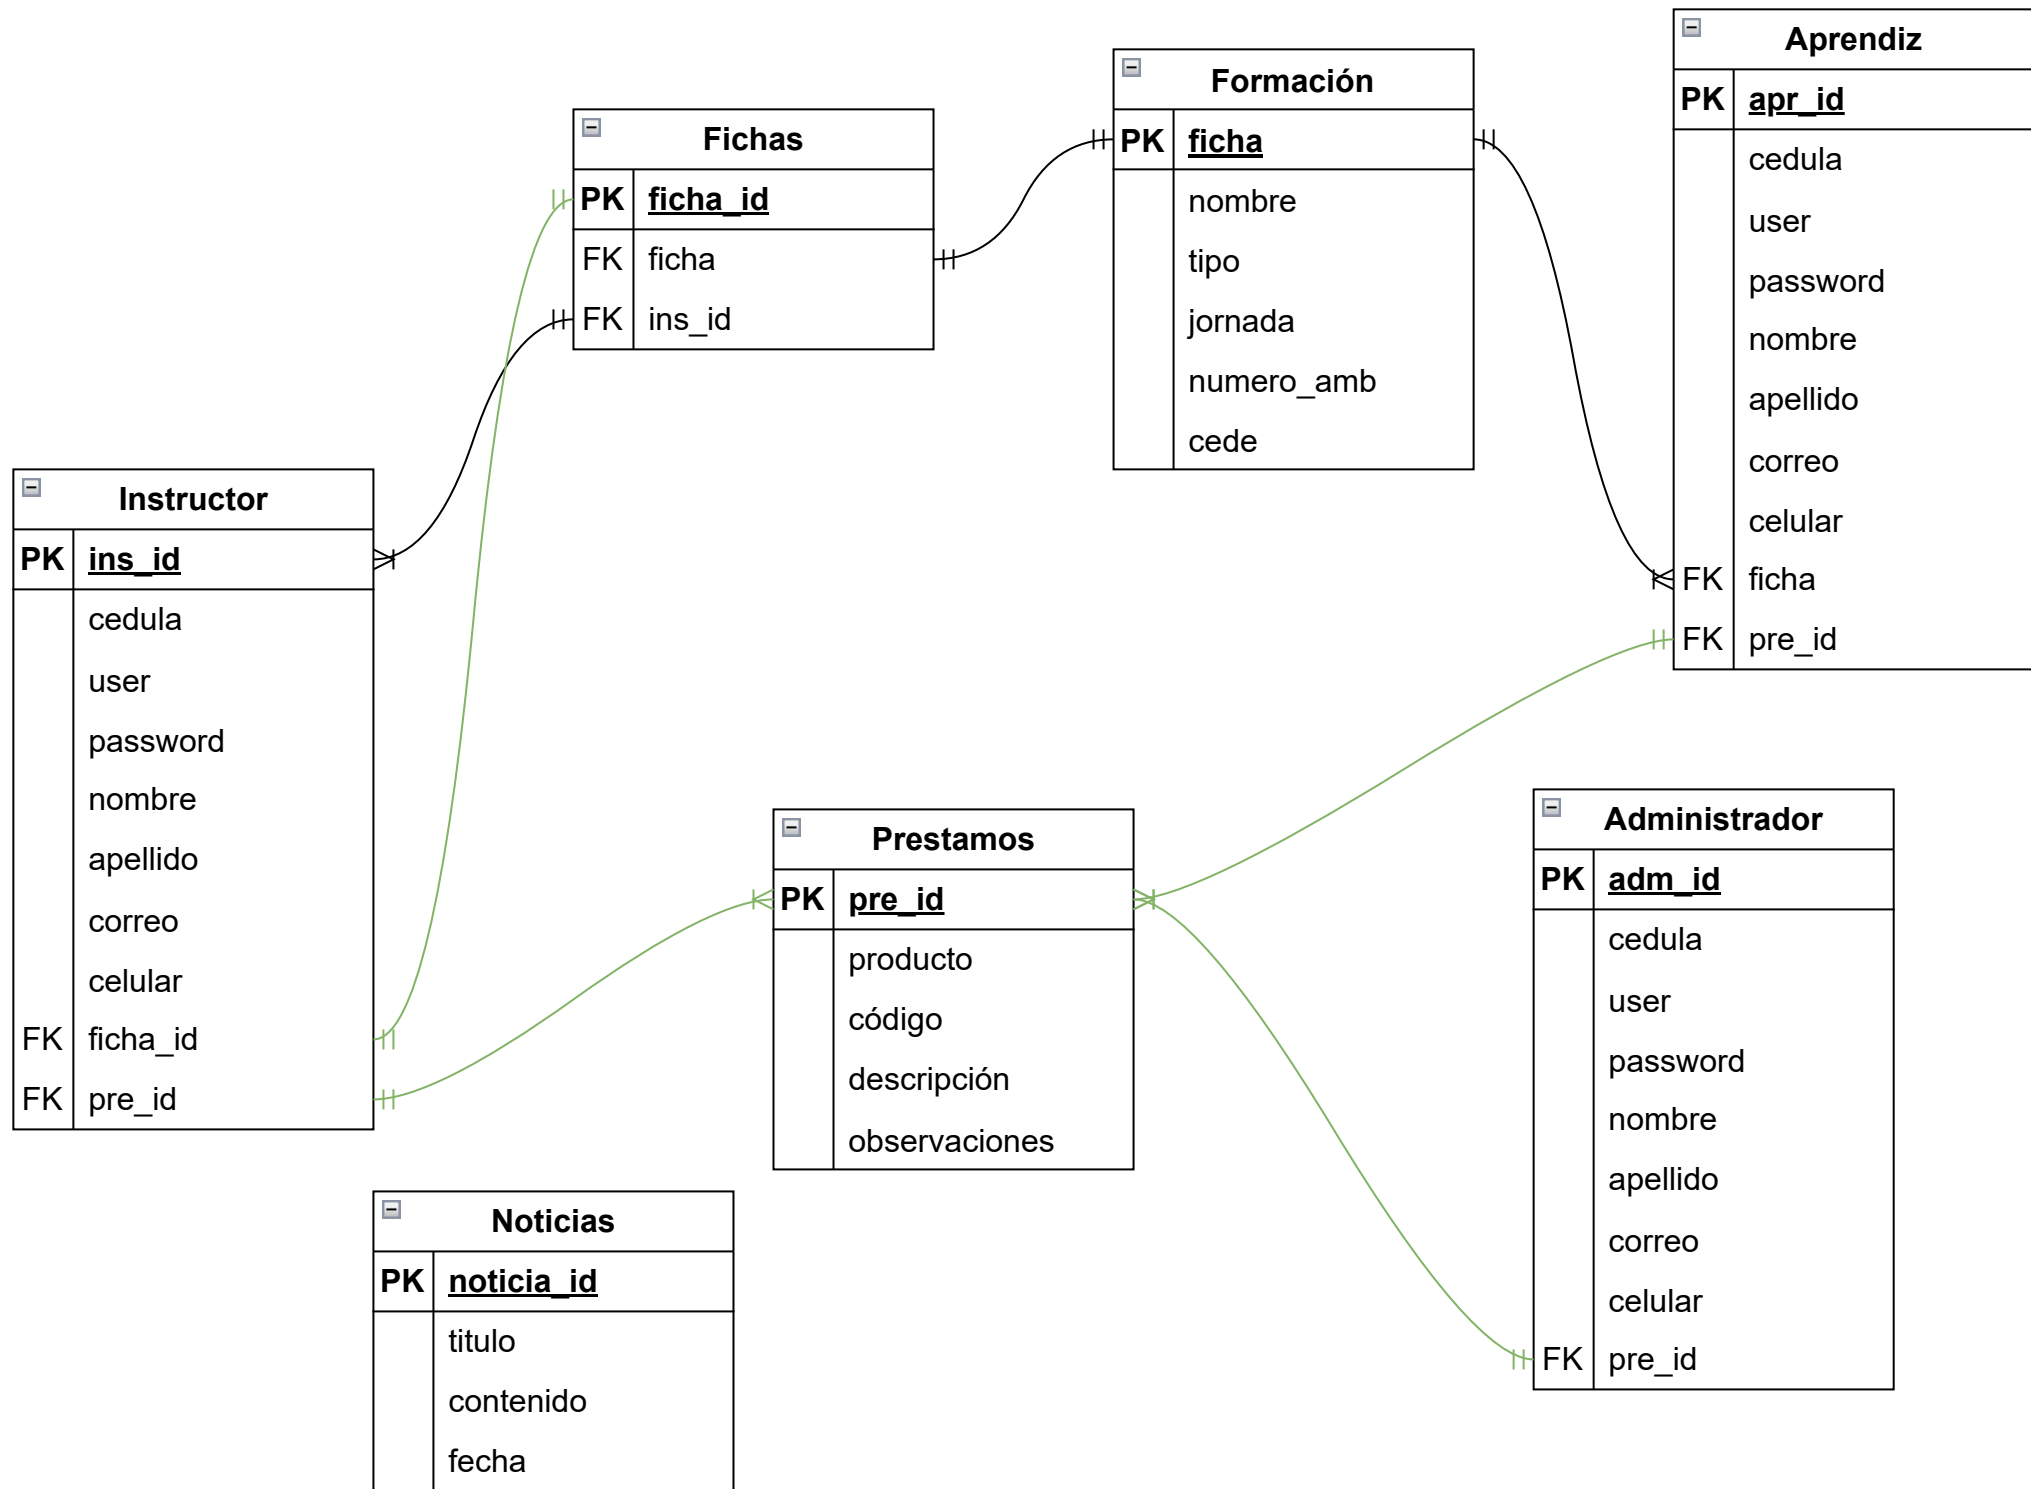 Fichas
PK ficha_id
FK ficha
FK ins_id
Formación
PK ficha
nombre
tipo
jornada
numero_amb
cede
Aprendiz
PK apr_id
cedula
user
password
nombre
apellido
correo
celular
FK ficha
FK pre_id
Instructor
PK ins_id
cedula
user
password
nombre
apellido
correo
celular
FK ficha_id
FK pre_id
Prestamos
PK pre_id
producto
código
descripción
observaciones
Administrador
PK adm_id
cedula
user
password
nombre
apellido
correo
celular
FK pre_id
Noticias
PK noticia_id
titulo
contenido
fecha